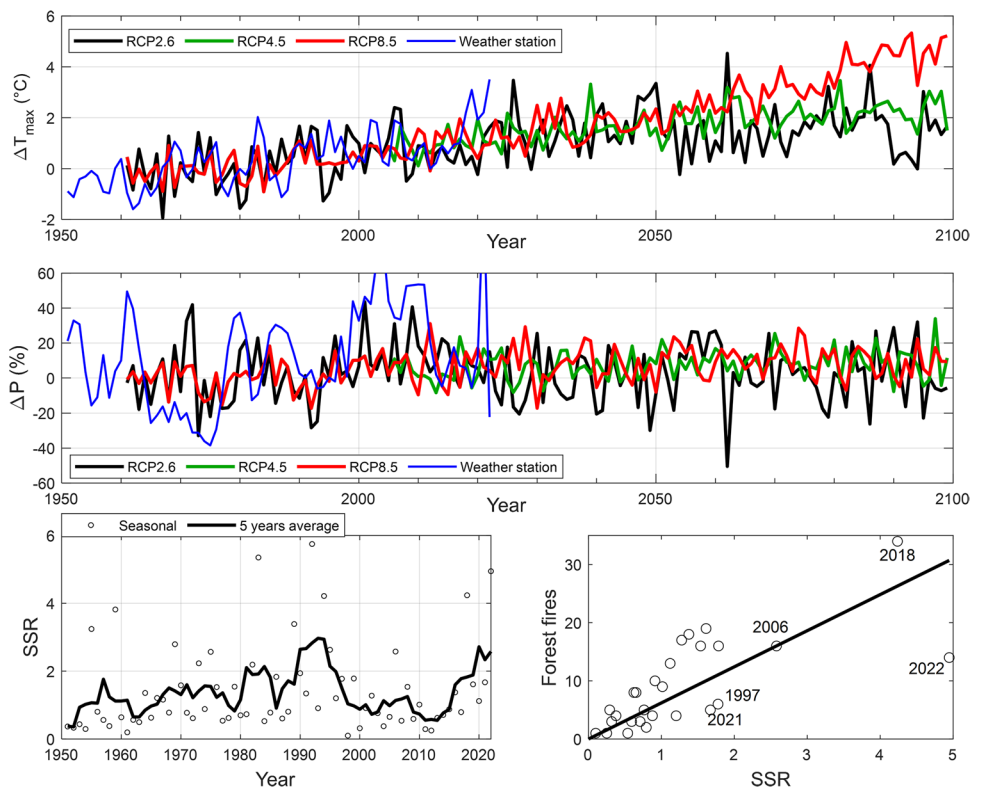 6
4
2
0
-2
ΔTmax (°C)
RCP2.6 RCP4.5 RCP8.5 Weather station
1950 2000 2050 2100
Year
60
40
20
0
-20
-40
-60
ΔP (%)
RCP2.6 RCP4.5 RCP8.5 Weather station
1950 2000 2050 2100
Year
Seasonal 5 years average
6
4
2
0
SSR
1950 1960 1970 1980 1990 2000 2010 2020
Year
30
20
10
0
Forest fires
2018
2006
2022
1997
2021
0 1 2 3 4 5
SSR